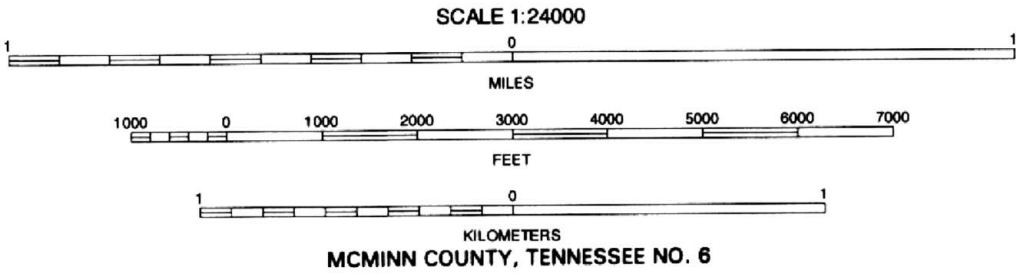 SCALE 1:24000
1 0 1
MILES
1000 0 1000 2000 3000 4000 5000 6000 7000
FEET
1 0 1
KILOMETERS
MCMINN COUNTY, TENNESSEE NO. 6